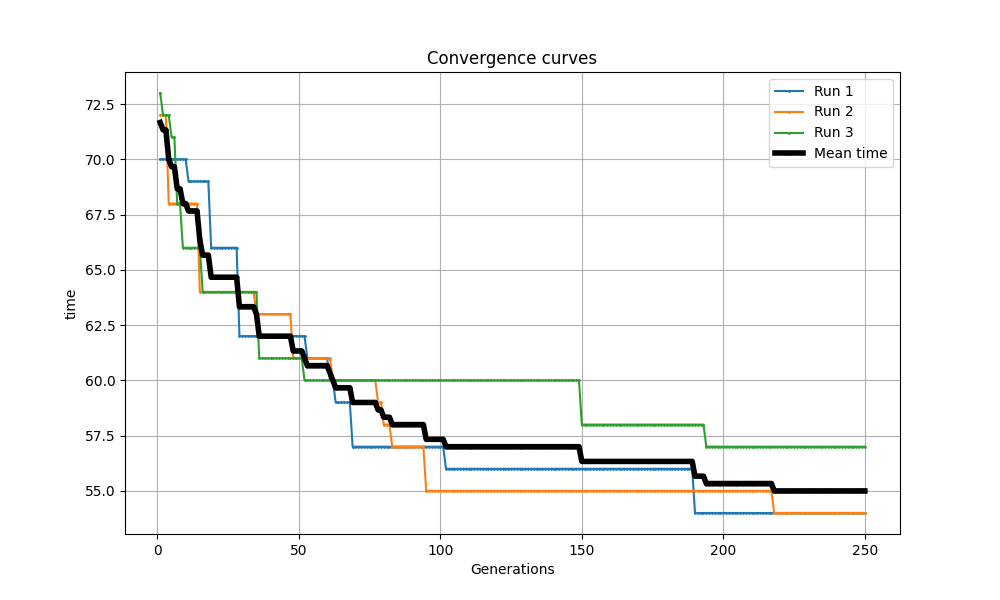 Convergence curves
Run 1
Run 2
Run 3
Mean time
72.5
70.0
67.5
65.0
62.5
60.0
57.5
55.0
time
0
50
100
150
200
250
Generations